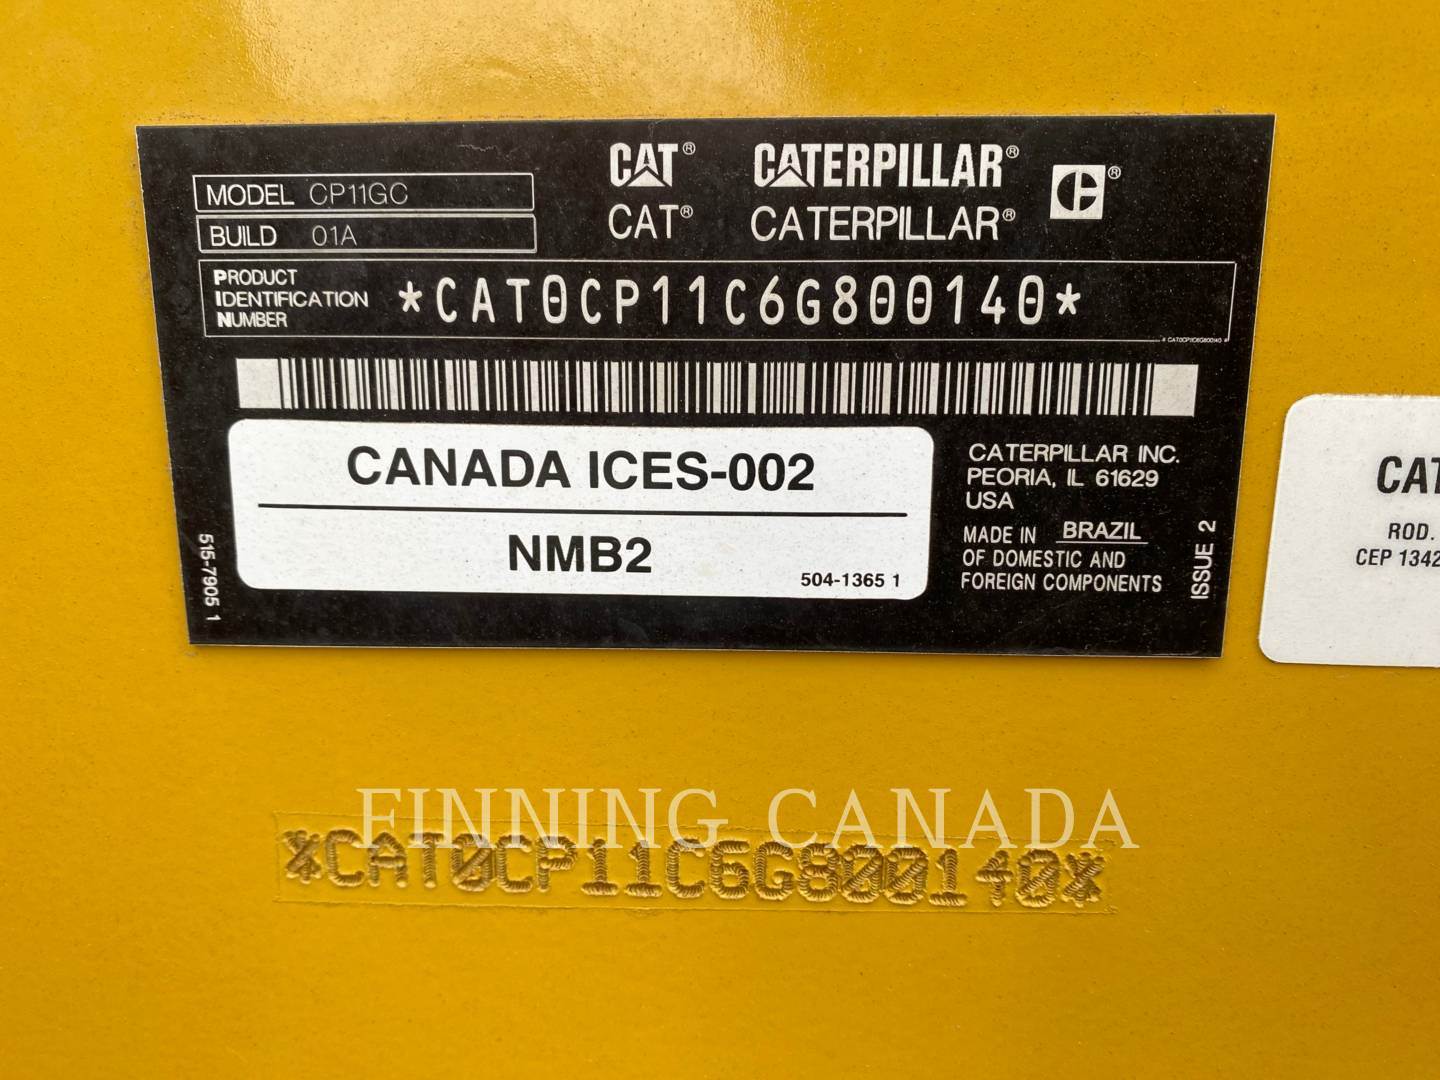 MODEL CP11GC
BUILD 01A
CAT® CATERPILLAR® C®
CAT® CATERPILLAR®
PRODUCT
IDENTIFICATION
NUMBER
*CAT0CP11C6G800140*
* CAT0CP11C6G800140 *
CANADA ICES-002
NMB2
504-1365 1
515-7905 1
CATERPILLAR INC.
PEORIA, IL 61629
USA
MADE IN BRAZIL
OF DOMESTIC AND
FOREIGN COMPONENTS
ISSUE 2
CAT
ROD.
CEP 1342
FINNING CANADA
*CAT0CP11C6G800140*